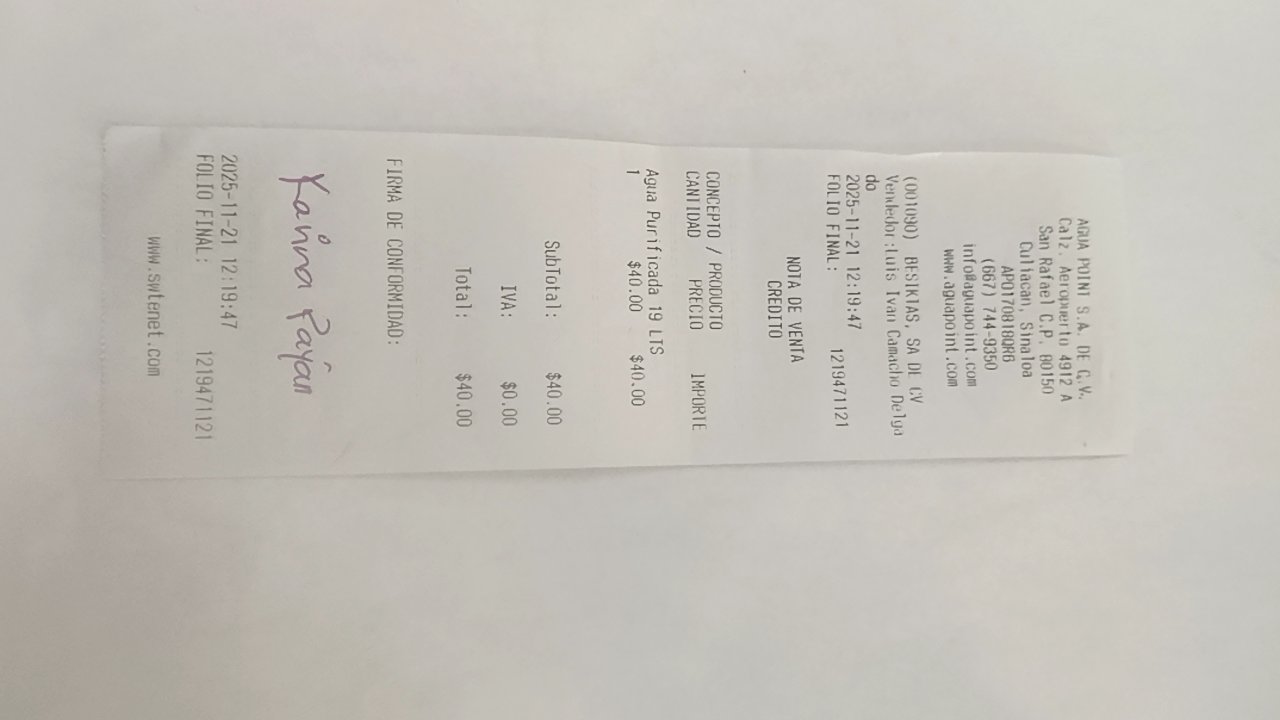 AGUA POINT S.A. DE C.V.
Calz. Aeropuerto 4912 A
San Rafael C.P. 80150
Culiacan, Sinaloa
APO170818QR6
(667) 744-9350
info@aguapoint.com
www.aguapoint.com
(001090) BESIKTAS, SA DE CV
Vendedor:Luis Ivan Camacho Delga
do
2025-11-21 12:19:47
FOLIO FINAL: 1219471121
NOTA DE VENTA
CREDITO
CONCEPTO / PRODUCTO
CANTIDAD PRECIO IMPORTE
Agua Purificada 19 LTS
1 $40.00 $40.00
SubTotal: $40.00
IVA: $0.00
Total: $40.00
FIRMA DE CONFORMIDAD:
Karina Payán
2025-11-21 12:19:47
FOLIO FINAL: 1219471121
www.swtenet.com